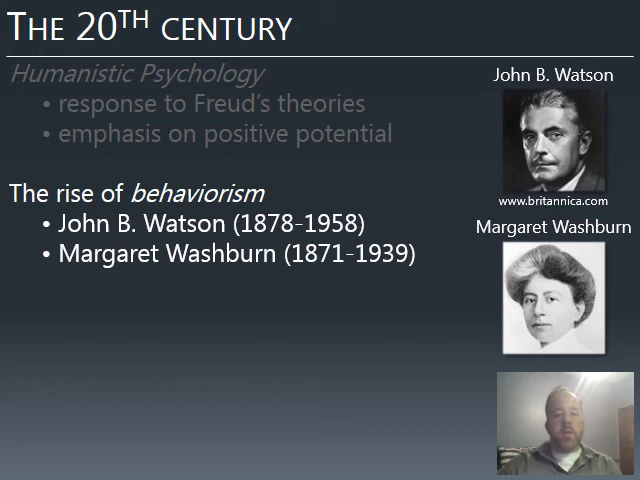 THE 20TH CENTURY
Humanistic Psychology
• response to Freud's theories
• emphasis on positive potential
The rise of behaviorism
• John B. Watson (1878-1958)
• Margaret Washburn (1871-1939)
John B. Watson
www.britannica.com
Margaret Washburn